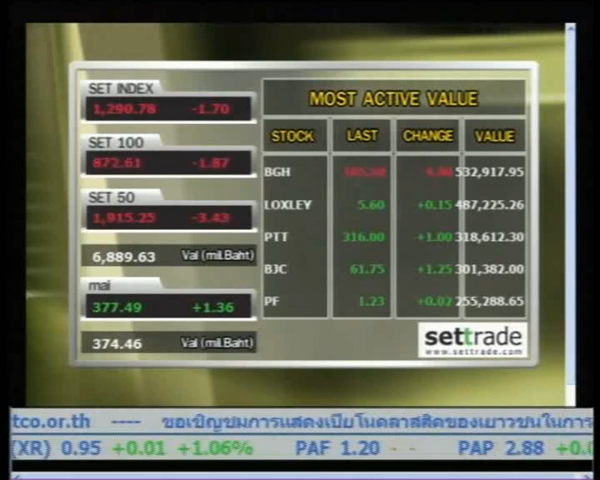 SET INDEX
1,290.78 -1.70
SET 100
872.61 -1.87
SET 50
1,915.25 -3.43
6,889.63 Val (mil.Baht)
mai
377.49 +1.36
374.46 Val (mil.Baht)
MOST ACTIVE VALUE
STOCK LAST CHANGE VALUE
BGH 532,917.95
LOXLEY 5.60 +0.15 487,225.26
PTT 316.00 +1.00 318,612.30
BJC 61.75 +1.25 301,382.00
PF 1.23 +0.02 255,288.65
settrade
www.settrade.com
tco.or.th ---- ขอเชิญชมการแสดงเปียโนคลาสสิคของเยาวชนในการ
(XR) 0.95 +0.01 +1.06% PAF 1.20 - - PAP 2.88 +0.0